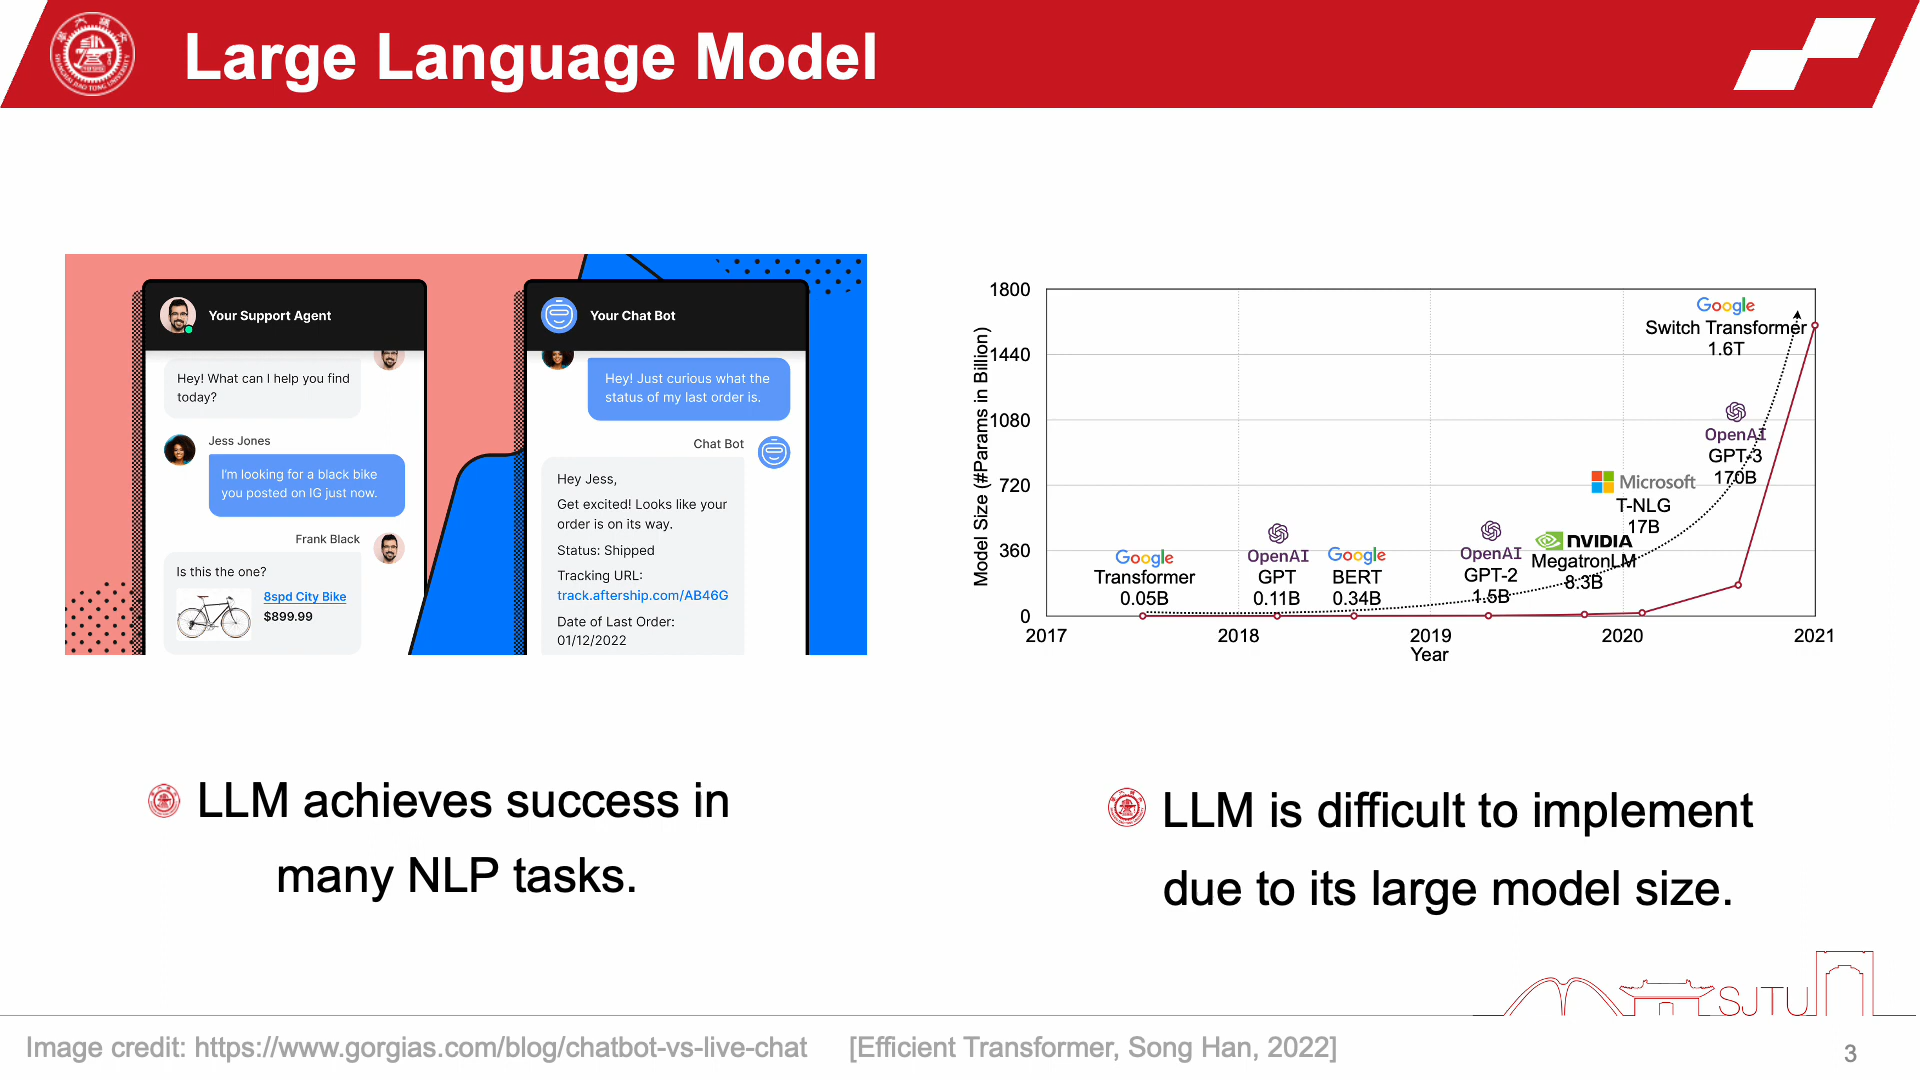 Large Language Model
Your Support Agent
Hey! What can I help you find
today?
Jess Jones
I'm looking for a black bike
you posted on IG just now.
Frank Black
Is this the one?
8spd City Bike
$899.99
Your Chat Bot
Hey! Just curious what the
status of my last order is.
Chat Bot
Hey Jess,
Get excited! Looks like your
order is on its way.
Status: Shipped
Tracking URL:
track.aftership.com/AB46G
Date of Last Order:
01/12/2022
Model Size (#Params in Billion)
1800
1440
1080
720
360
0
2017
2018
2019
2020
2021
Year
Google
Transformer
0.05B
OpenAI
GPT
0.11B
Google
BERT
0.34B
OpenAI
GPT-2
1.5B
NVIDIA
MegatronLM
8.3B
Microsoft
T-NLG
17B
OpenAI
GPT-3
170B
Google
Switch Transformer
1.6T
LLM achieves success in
many NLP tasks.
LLM is difficult to implement
due to its large model size.
SJTU
Image credit: https://www.gorgias.com/blog/chatbot-vs-live-chat [Efficient Transformer, Song Han, 2022]
3